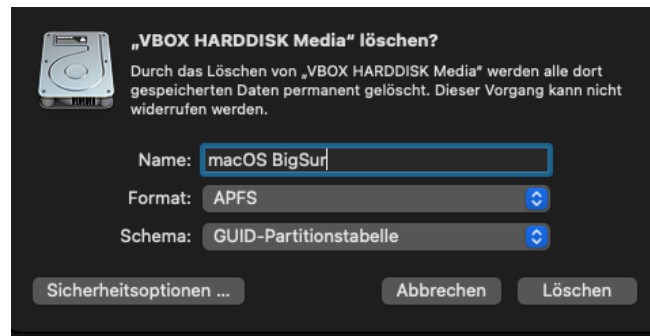 „VBOX HARDDISK Media“ löschen?
Durch das Löschen von „VBOX HARDDISK Media“ werden alle dort
gespeicherten Daten permanent gelöscht. Dieser Vorgang kann nicht
widerrufen werden.
Name: macOS BigSur
Format: APFS
Schema: GUID-Partitionstabelle
Sicherheitsoptionen ... Abbrechen Löschen